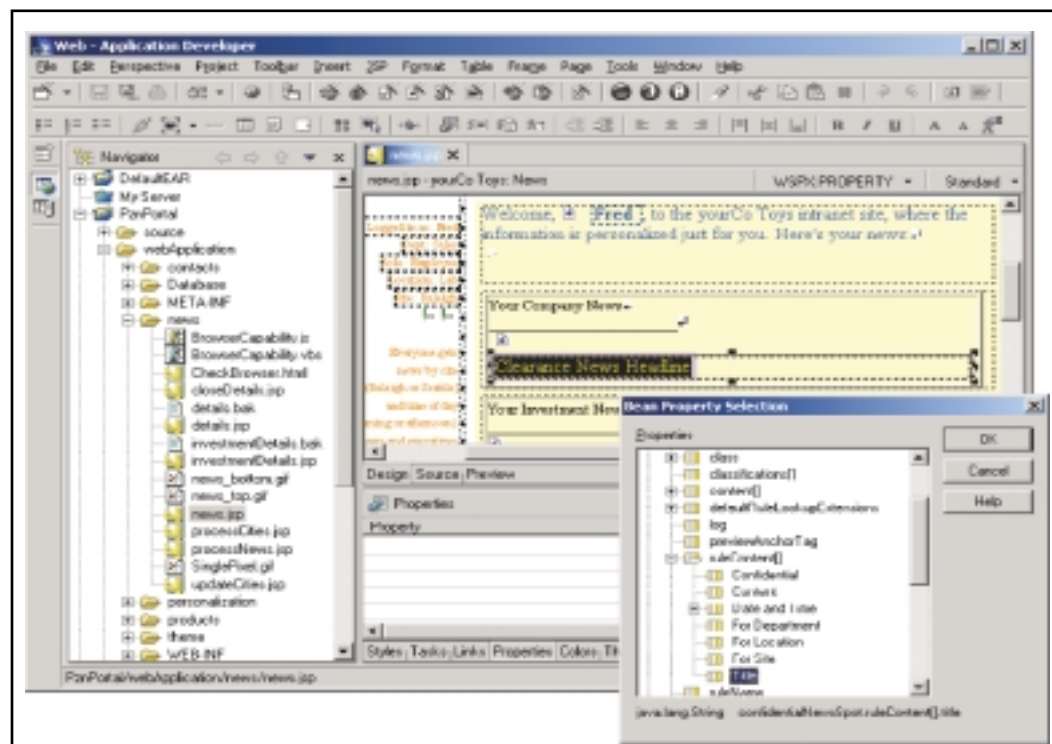 Web - Application Developer
File Edit Perspective Project Toolbar Insert JSP Format Table Frame Page Tools Window Help
Navigator
DefaultEAR
My Server
PanPortal
source
webApplication
contacts
Database
META-INF
news
BrowserCapability.js
BrowserCapability.vbs
CheckBrowser.html
closeDetails.jsp
details.bak
details.jsp
investmentDetails.bak
investmentDetails.jsp
news_bottom.gif
news_top.gif
news.jsp
processCities.jsp
processNews.jsp
SinglePixel.gif
updateCities.jsp
personalization
products
theme
WEB-INF
news.jsp
news.jsp - yourCo Toys: News
WSPX:PROPERTY
Standard
Welcome, Fred, to the yourCo Toys intranet site, where the
information is personalized just for you. Here's your news
Your Company News
Clearance News Headline
Your Investment New
Design Source Preview
Properties
Property
Styles Tasks Links Properties Colors
PanPortal/webApplication/news/news.jsp
Bean Property Selection
Properties
class
classifications[]
content[]
defaultRuleLookupExtensions
log
previewAnchorTag
ruleContent[]
Confidential
Content
Date and Time
For Department
For Location
For Site
Title
ruleName
OK
Cancel
Help
java.lang.String confidentialNewsSpot.ruleContent[].title